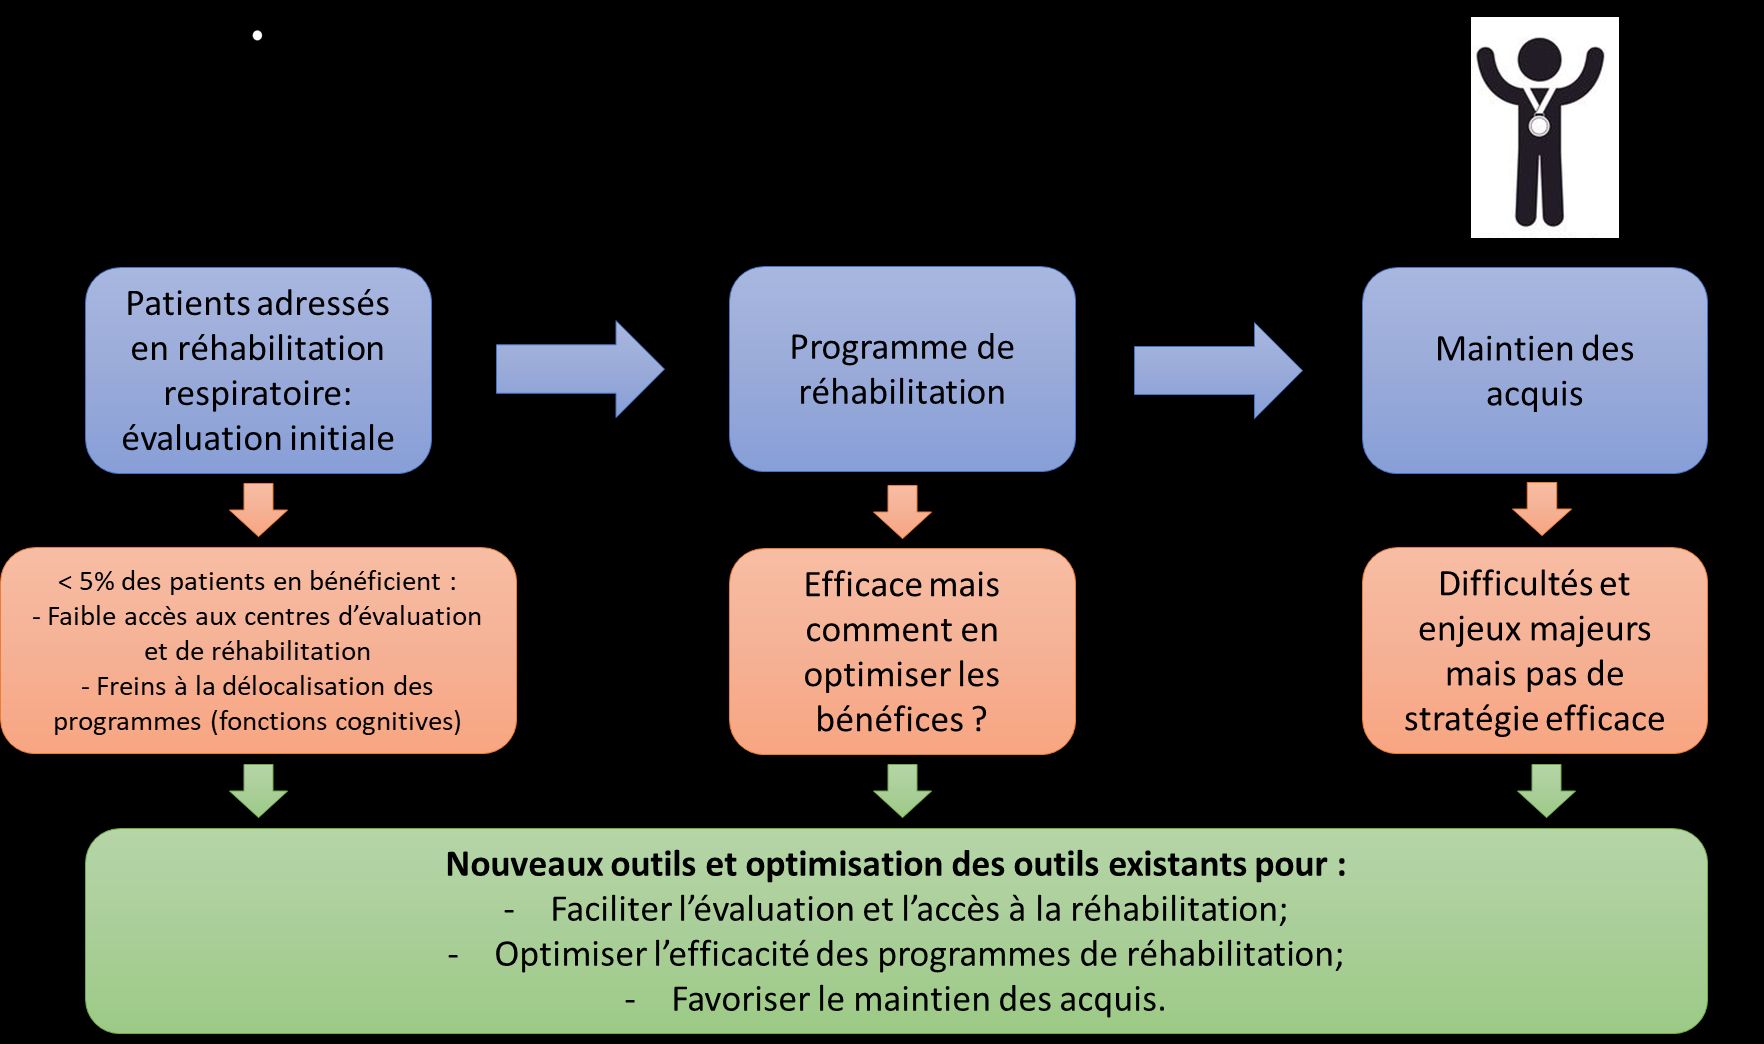 •
Patients adressés
en réhabilitation
respiratoire:
évaluation initiale
Programme de
réhabilitation
Maintien des
acquis
< 5% des patients en bénéficient :
- Faible accès aux centres d’évaluation
et de réhabilitation
- Freins à la délocalisation des
programmes (fonctions cognitives)
Efficace mais
comment en
optimiser les
bénéfices ?
Difficultés et
enjeux majeurs
mais pas de
stratégie efficace
Nouveaux outils et optimisation des outils existants pour :
- Faciliter l’évaluation et l’accès à la réhabilitation;
- Optimiser l’efficacité des programmes de réhabilitation;
- Favoriser le maintien des acquis.